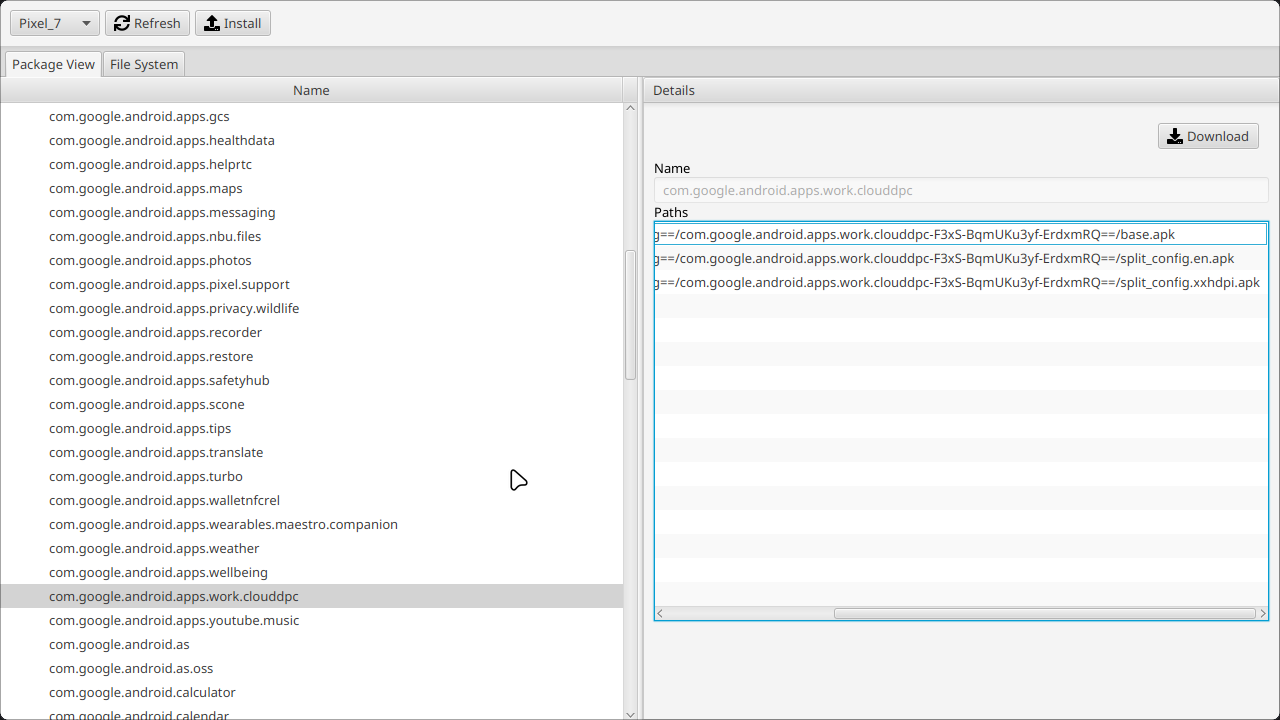 Pixel_7
Refresh
Install
Package View
File System
Name
com.google.android.apps.gcs
com.google.android.apps.healthdata
com.google.android.apps.helprtc
com.google.android.apps.maps
com.google.android.apps.messaging
com.google.android.apps.nbu.files
com.google.android.apps.photos
com.google.android.apps.pixel.support
com.google.android.apps.privacy.wildlife
com.google.android.apps.recorder
com.google.android.apps.restore
com.google.android.apps.safetyhub
com.google.android.apps.scone
com.google.android.apps.tips
com.google.android.apps.translate
com.google.android.apps.turbo
com.google.android.apps.walletnfcrel
com.google.android.apps.wearables.maestro.companion
com.google.android.apps.weather
com.google.android.apps.wellbeing
com.google.android.apps.work.clouddpc
com.google.android.apps.youtube.music
com.google.android.as
com.google.android.as.oss
com.google.android.calculator
com.google.android.calendar
Details
Download
Name
com.google.android.apps.work.clouddpc
Paths
g==/com.google.android.apps.work.clouddpc-F3xS-BqmUKu3yf-ErdxmRQ==/base.apk
g==/com.google.android.apps.work.clouddpc-F3xS-BqmUKu3yf-ErdxmRQ==/split_config.en.apk
g==/com.google.android.apps.work.clouddpc-F3xS-BqmUKu3yf-ErdxmRQ==/split_config.xxhdpi.apk